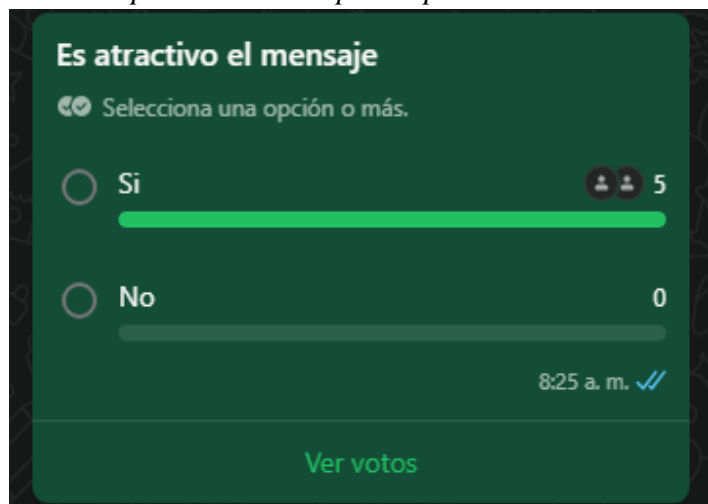 Es atractivo el mensaje
Selecciona una opción o más.
Si 5
No 0
8:25 a. m.
Ver votos